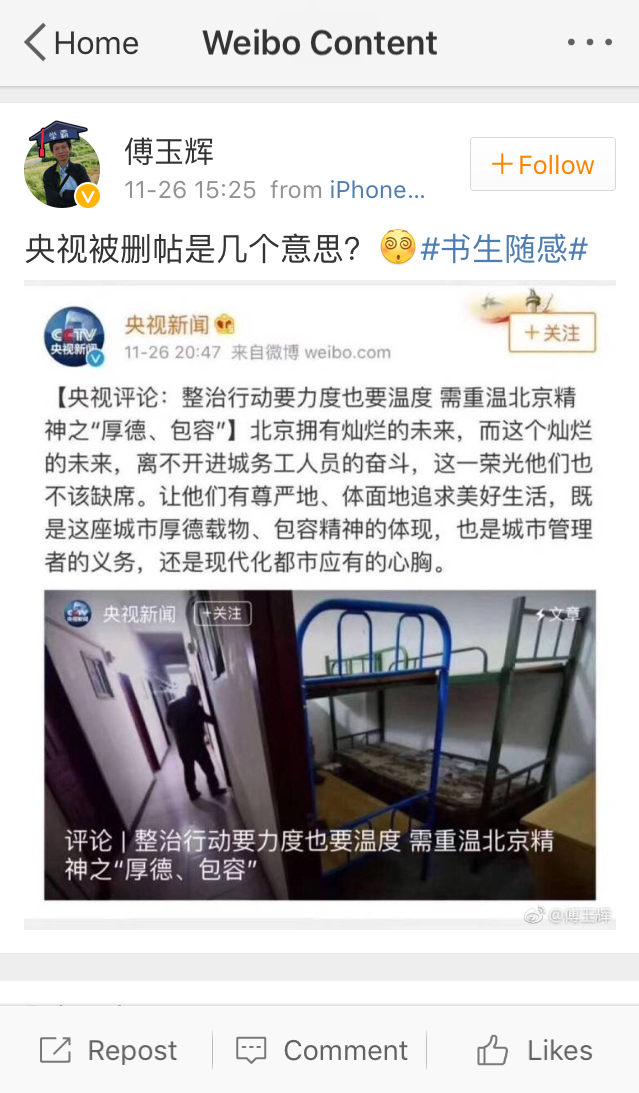 Home
Weibo Content
学霸
傅玉辉
11-26 15:25 from iPhone...
+Follow
央视被删帖是几个意思？#书生随感#
CCTV
央视新闻
央视新闻
11-26 20:47 来自微博 weibo.com
+关注
【央视评论：整治行动要力度也要温度 需重温北京精
神之“厚德、包容”】北京拥有灿烂的未来，而这个灿烂
的未来，离不开进城务工人员的奋斗，这一荣光他们也
不该缺席。让他们有尊严地、体面地追求美好生活，既
是这座城市厚德载物、包容精神的体现，也是城市管理
者的义务，还是现代化都市应有的心胸。
央视新闻
+关注
文章
评论 | 整治行动要力度也要温度 需重温北京精
神之“厚德、包容”
@傅玉辉
Repost
Comment
Likes